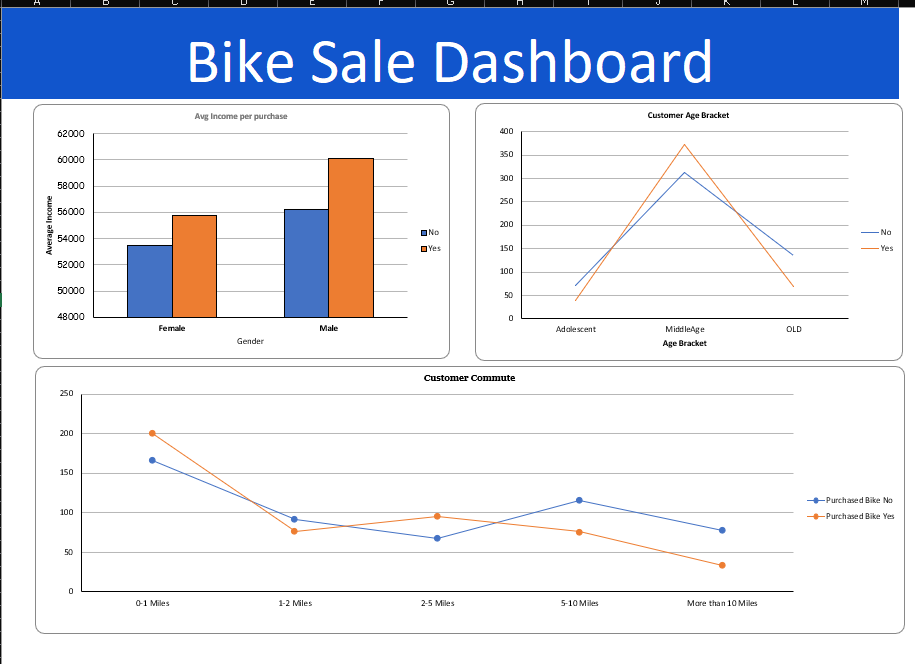 A B C D E F G H I J K L M
Bike Sale Dashboard
Avg Income per purchase
62000
60000
58000
56000
54000
52000
50000
48000
Average Income
Female Male
Gender
No
Yes
Customer Age Bracket
400
350
300
250
200
150
100
50
0
Adolescent MiddleAge OLD
Age Bracket
No
Yes
Customer Commute
250
200
150
100
50
0
0-1 Miles 1-2 Miles 2-5 Miles 5-10 Miles More than 10 Miles
Purchased Bike No
Purchased Bike Yes